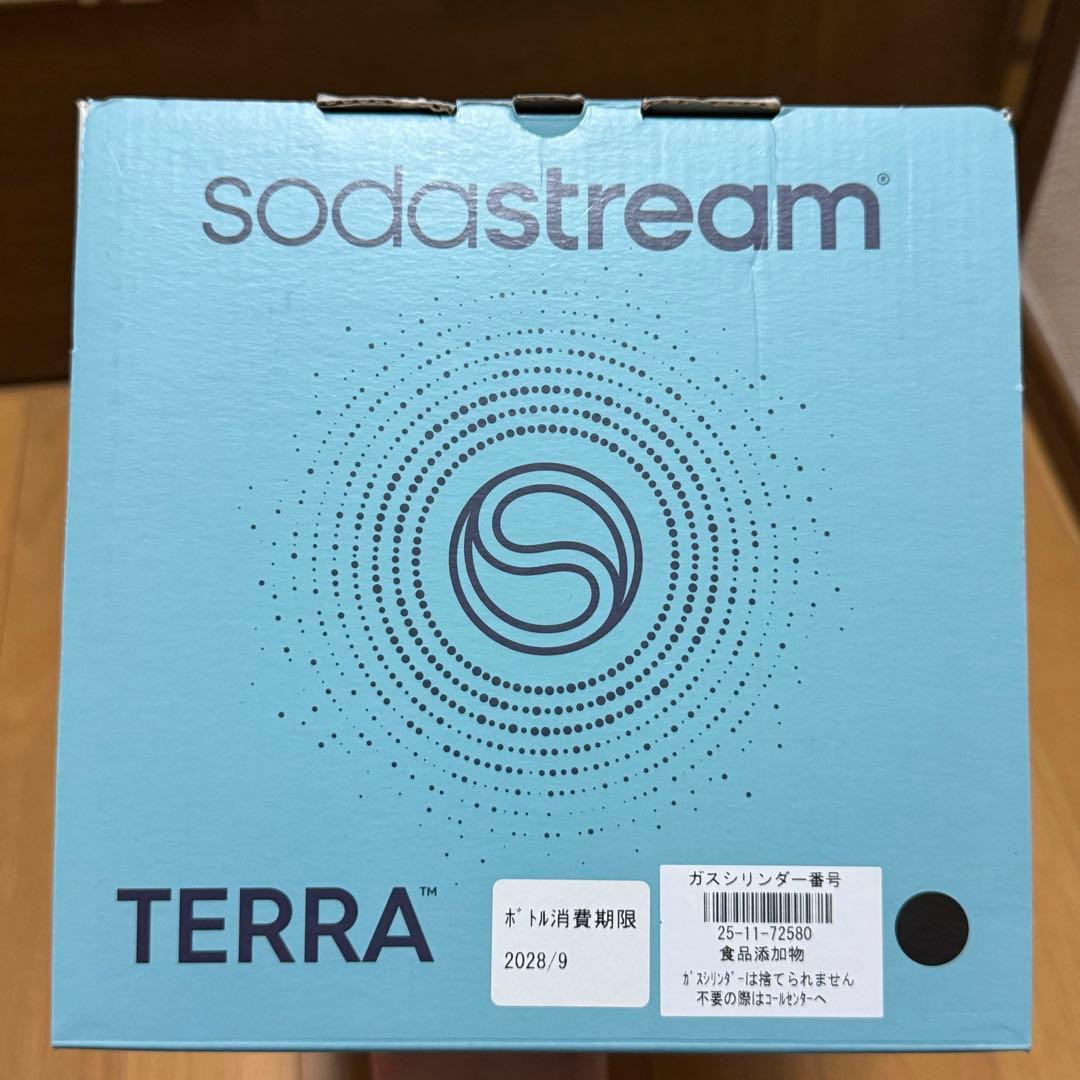 sodastream®
TERRA™
ﾎﾞﾄﾙ消費期限
2028/9
ガスシリンダー番号
25-11-72580
食品添加物
ｶﾞｽｼﾘﾝﾀﾞｰは捨てられません
不要の際はｺｰﾙｾﾝﾀｰへ